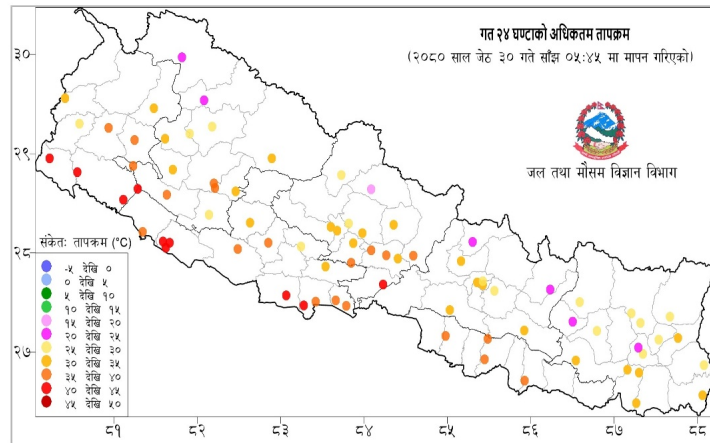 गत २४ घण्टाको अधिकतम तापक्रम
(२०८० साल जेठ ३० गते साँझ ०५:४५ मा मापन गरिएको)
जल तथा मौसम विज्ञान विभाग
३०
२९
२८
२७
संकेतः तापक्रम (°C)
-५ देखि ०
० देखि ५
५ देखि १०
१० देखि १५
१५ देखि २०
२० देखि २५
२५ देखि ३०
३० देखि ३५
३५ देखि ४०
४० देखि ४५
४५ देखि ५०
८१ ८२ ८३ ८४ ८५ ८६ ८७ ८८